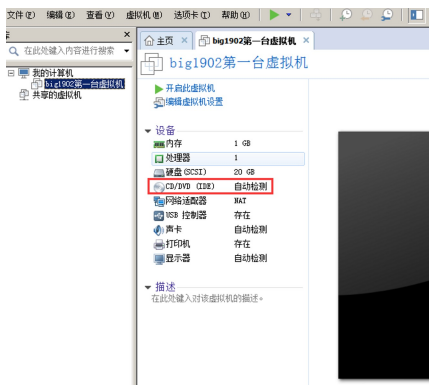 文件(F) 编辑(E) 查看(V) 虚拟机(M) 选项卡(T) 帮助(H)
主页 × big1902第一台虚拟机 ×
在此处键入内容进行搜索
我的计算机
big1902第一台虚拟机
共享的虚拟机
big1902第一台虚拟机
开启此虚拟机
编辑虚拟机设置
设备
内存 1 GB
处理器 1
硬盘(SCSI) 20 GB
CD/DVD (IDE) 自动检测
网络适配器 NAT
USB 控制器 存在
声卡 自动检测
打印机 存在
显示器 自动检测
描述
在此处键入对该虚拟机的描述。